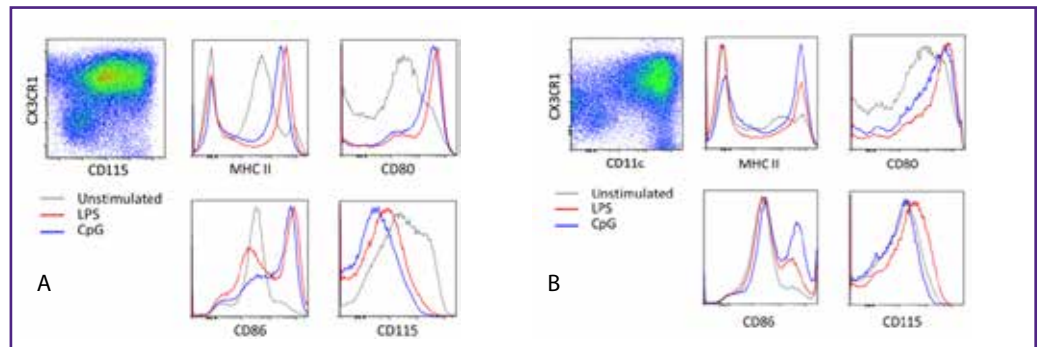 CX3CR1
CD115
MHC II
CD80
Unstimulated
LPS
CpG
A
CD86
CD115
CX3CR1
CD11c
MHC II
CD80
Unstimulated
LPS
CpG
B
CD86
CD115